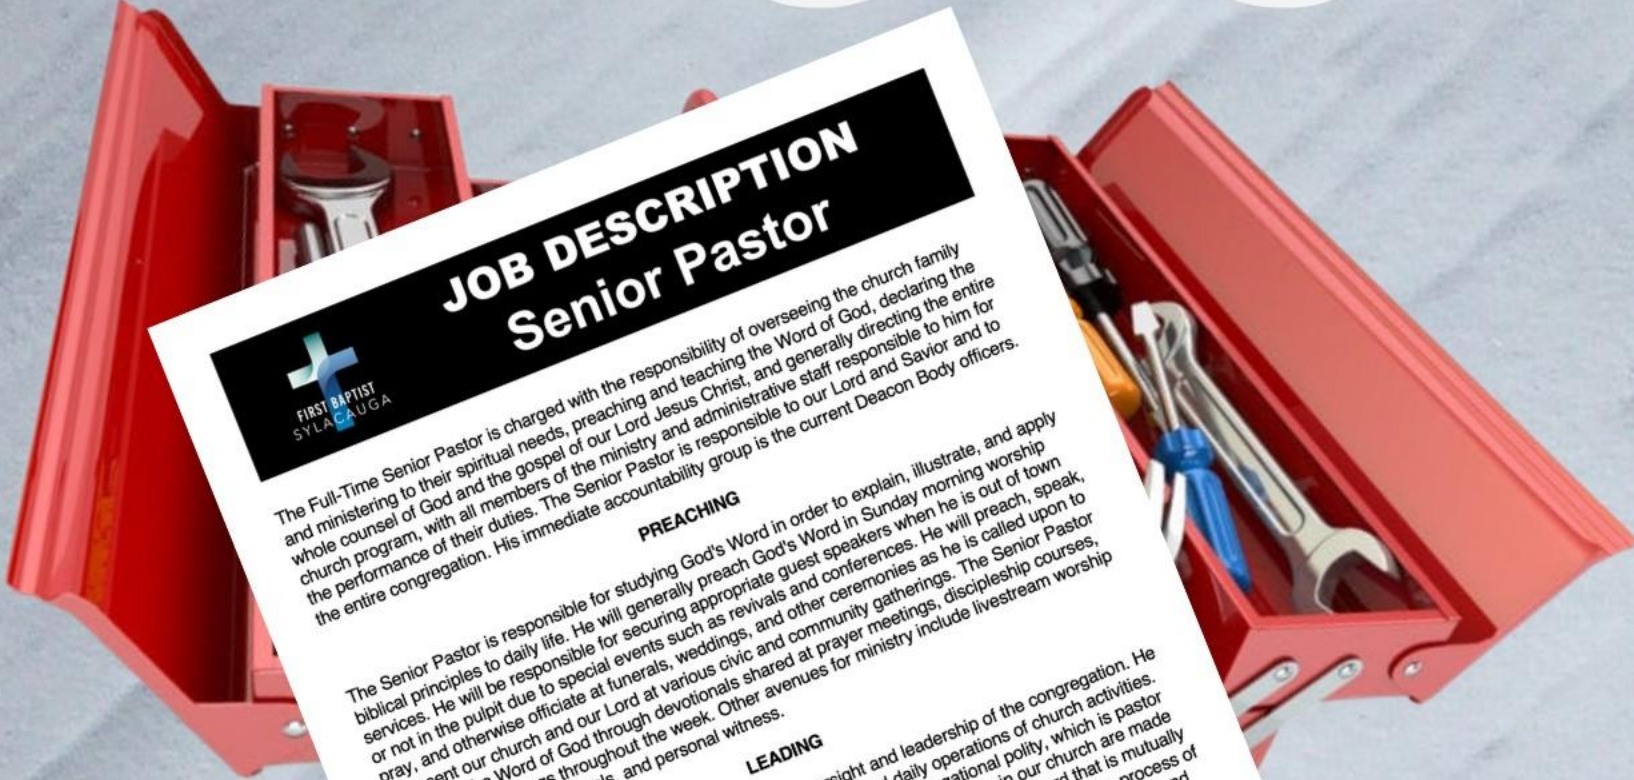 JOB DESCRIPTION
Senior Pastor
FIRST BAPTIST
SYLACAUGA
The Full-Time Senior Pastor is charged with the responsibility of overseeing the church family
and ministering to their spiritual needs, preaching and teaching the Word of God, declaring the
whole counsel of God and the gospel of our Lord Jesus Christ, and generally directing the entire
church program, with all members of the ministry and administrative staff responsible to him for
the performance of their duties. The Senior Pastor is responsible to our Lord and Savior and to
the entire congregation. His immediate accountability group is the current Deacon Body officers.
PREACHING
The Senior Pastor is responsible for studying God's Word in order to explain, illustrate, and apply
biblical principles to daily life. He will generally preach God's Word in Sunday morning worship
services. He will be responsible for securing appropriate guest speakers when he is out of town
or not in the pulpit due to special events such as revivals and conferences. He will preach, speak,
pray, and otherwise officiate at funerals, weddings, and other ceremonies as he is called upon to
our church and our Lord at various civic and community gatherings. The Senior Pastor
Word of God through devotionals shared at prayer meetings, discipleship courses,
throughout the week. Other avenues for ministry include livestream worship
and personal witness.
LEADING
and leadership of the congregation. He
daily operations of church activities.
polity, which is pastor
in our church are made
that is mutually
process of